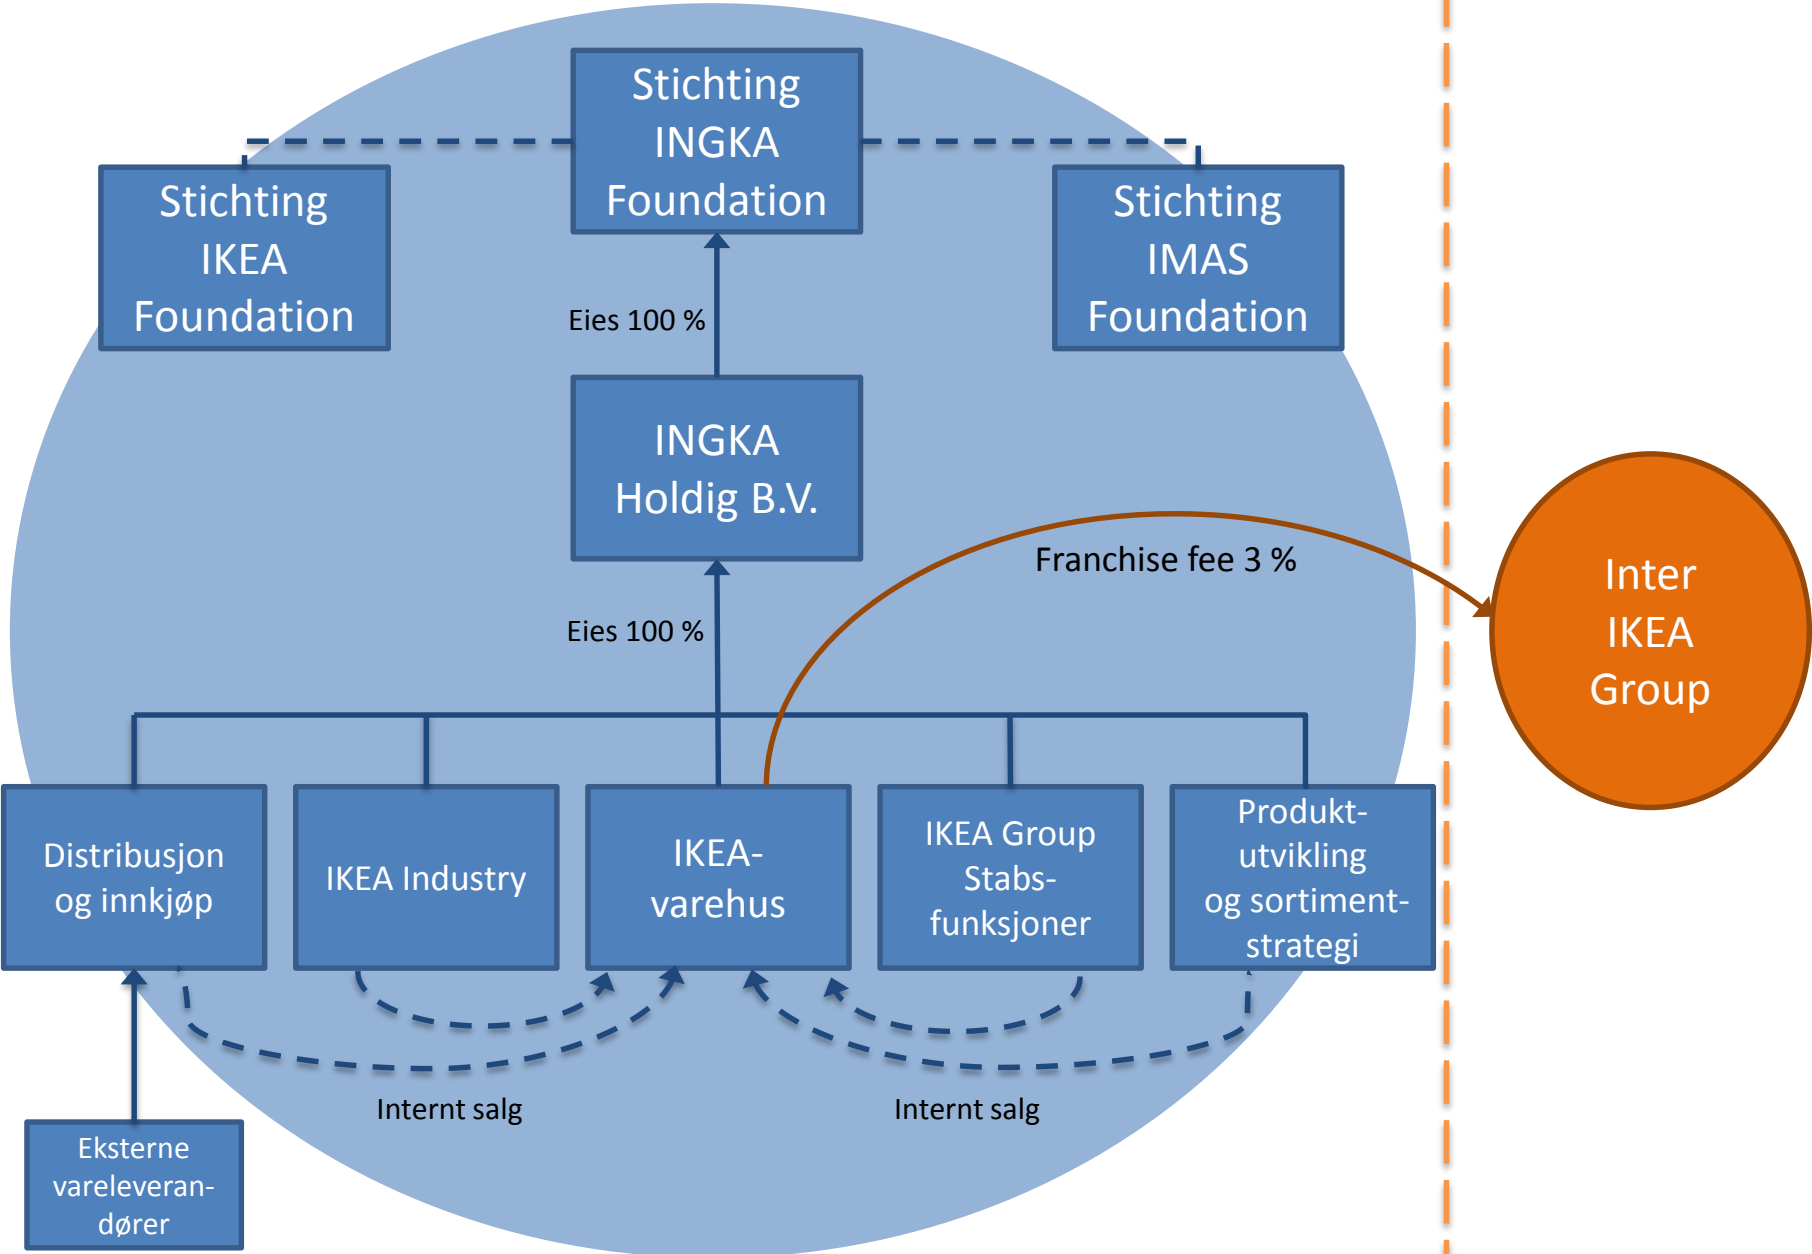 Stichting
INGKA
Foundation
Stichting
IKEA
Foundation
Stichting
IMAS
Foundation
Eies 100 %
INGKA
Holdig B.V.
Franchise fee 3 %
Inter
IKEA
Group
Eies 100 %
Distribusjon
og innkjøp
IKEA Industry
IKEA-
varehus
IKEA Group
Stabs-
funksjoner
Produkt-
utvikling
og sortiment-
strategi
Internt salg
Internt salg
Eksterne
vareleveran-
dører